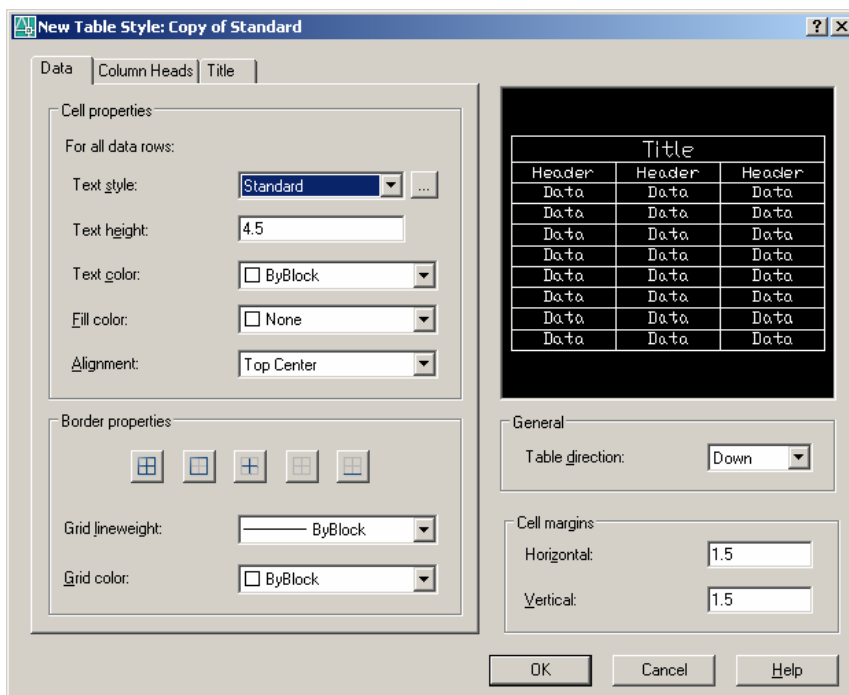 New Table Style: Copy of Standard
Data Column Heads Title
Cell properties
For all data rows:
Text style: Standard ...
Text height: 4.5
Text color: ByBlock
Fill color: None
Alignment: Top Center
Border properties
Grid lineweight: ByBlock
Grid color: ByBlock
Title
Header Header Header
Data Data Data
Data Data Data
Data Data Data
Data Data Data
Data Data Data
Data Data Data
Data Data Data
Data Data Data
General
Table direction: Down
Cell margins
Horizontal: 1.5
Vertical: 1.5
OK Cancel Help